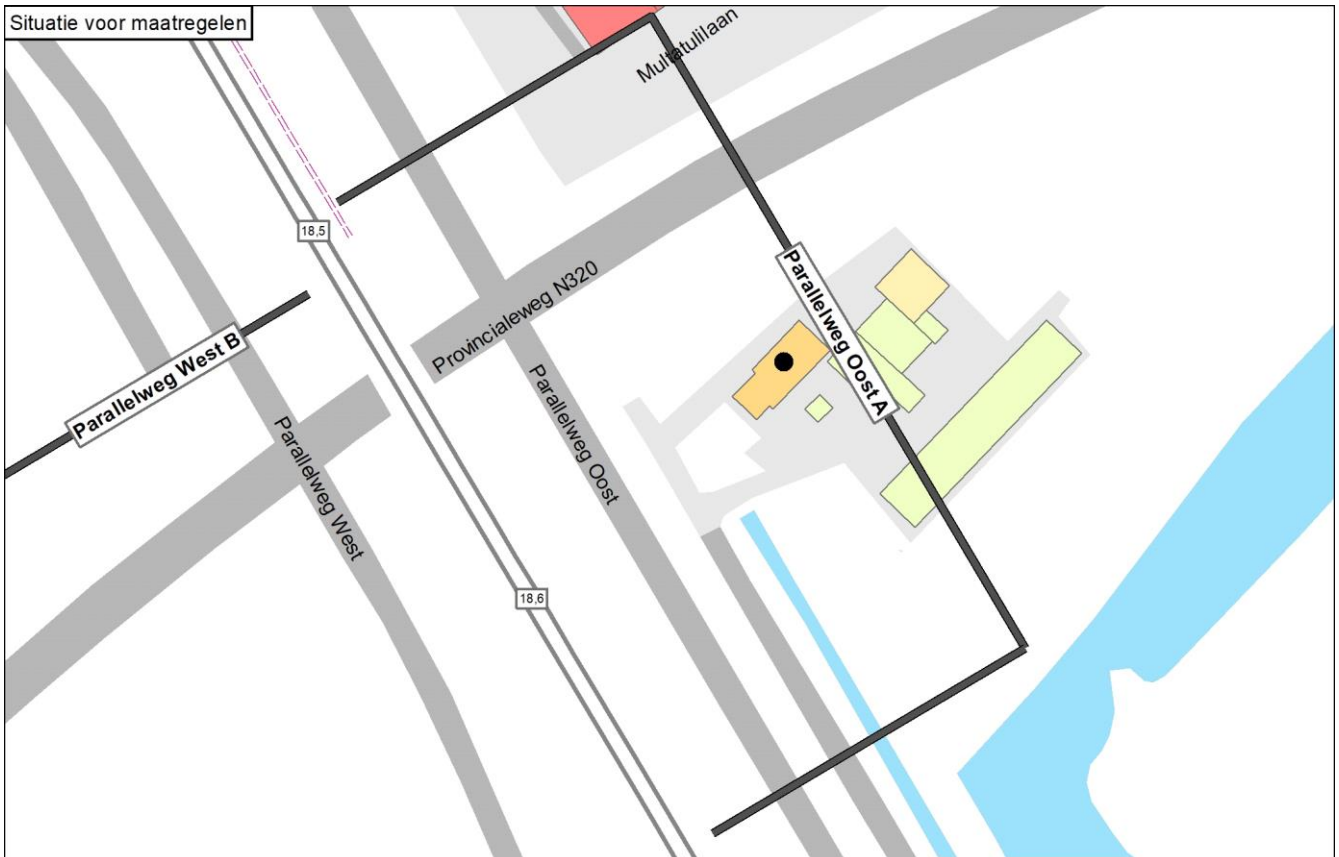 Situatie voor maatregelen
Multatulilaan
18,5
Provincialeweg N320
Parallelweg Oost A
Parallelweg West B
Parallelweg Oost
Parallelweg West
18,6